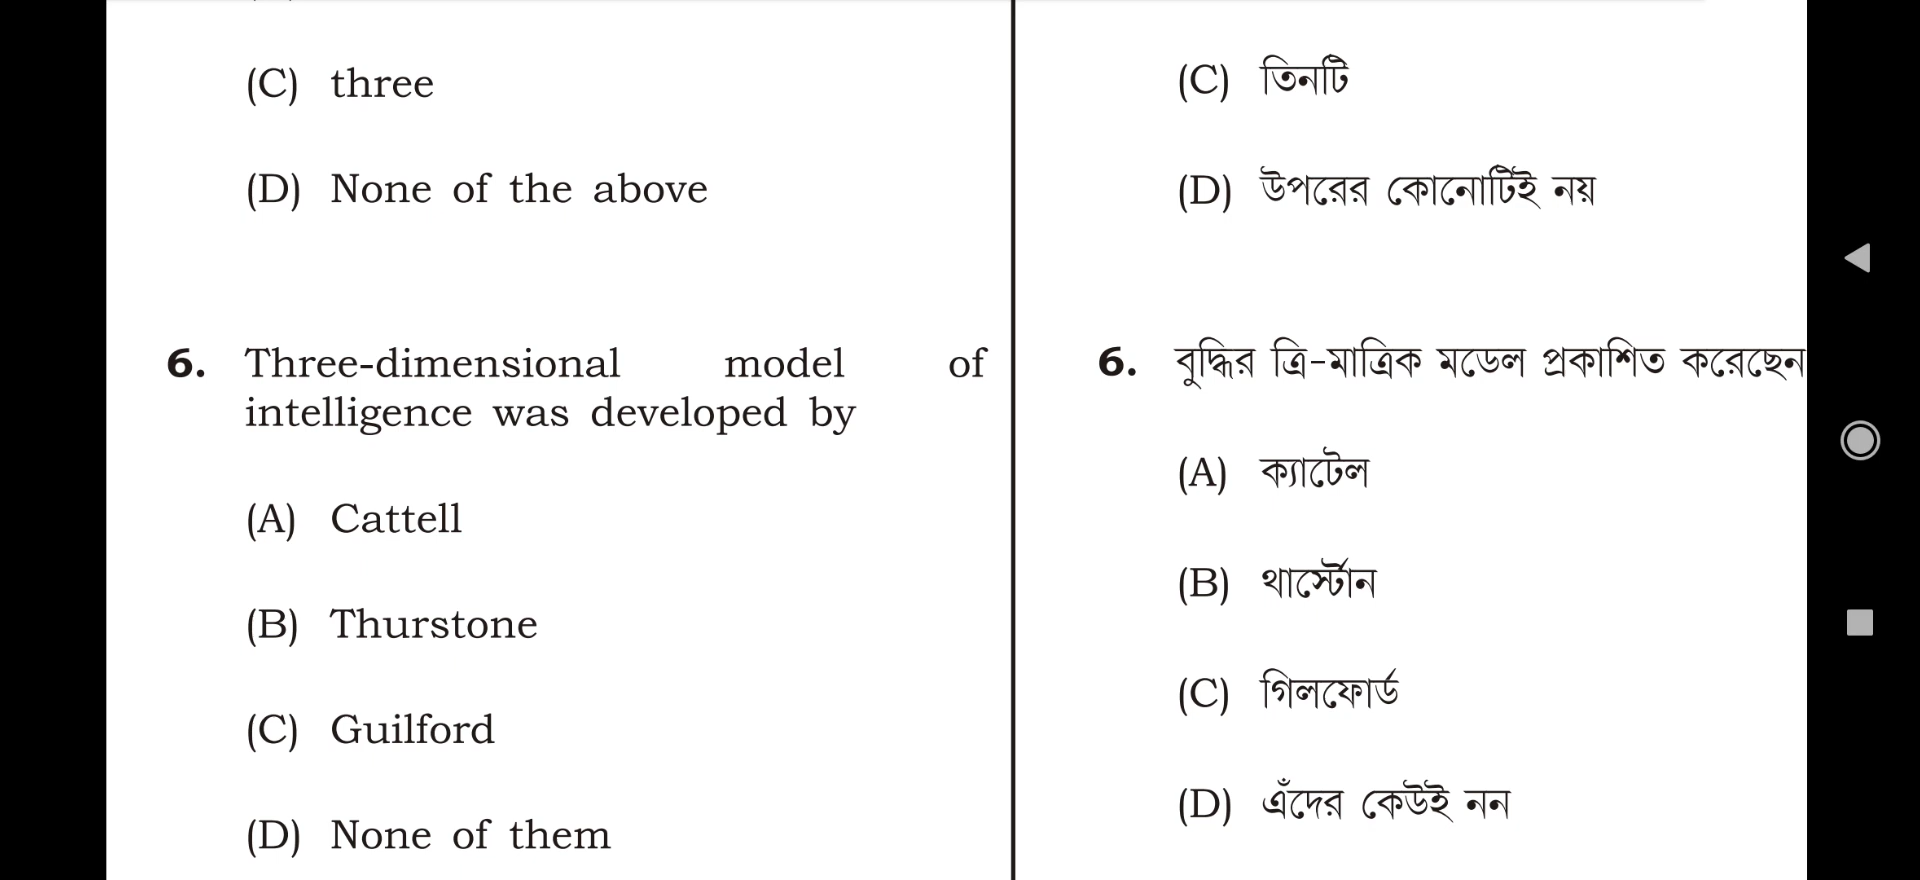 (C) three
(D) None of the above
6. Three-dimensional model of
intelligence was developed by
(A) Cattell
(B) Thurstone
(C) Guilford
(D) None of them
(C) তিনটি
(D) উপরের কোনোটিই নয়
6. বুদ্ধির ত্রি-মাত্রিক মডেল প্রকাশিত করেছেন
(A) ক্যাটেল
(B) থার্স্টোন
(C) গিলফোর্ড
(D) এঁদের কেউই নন